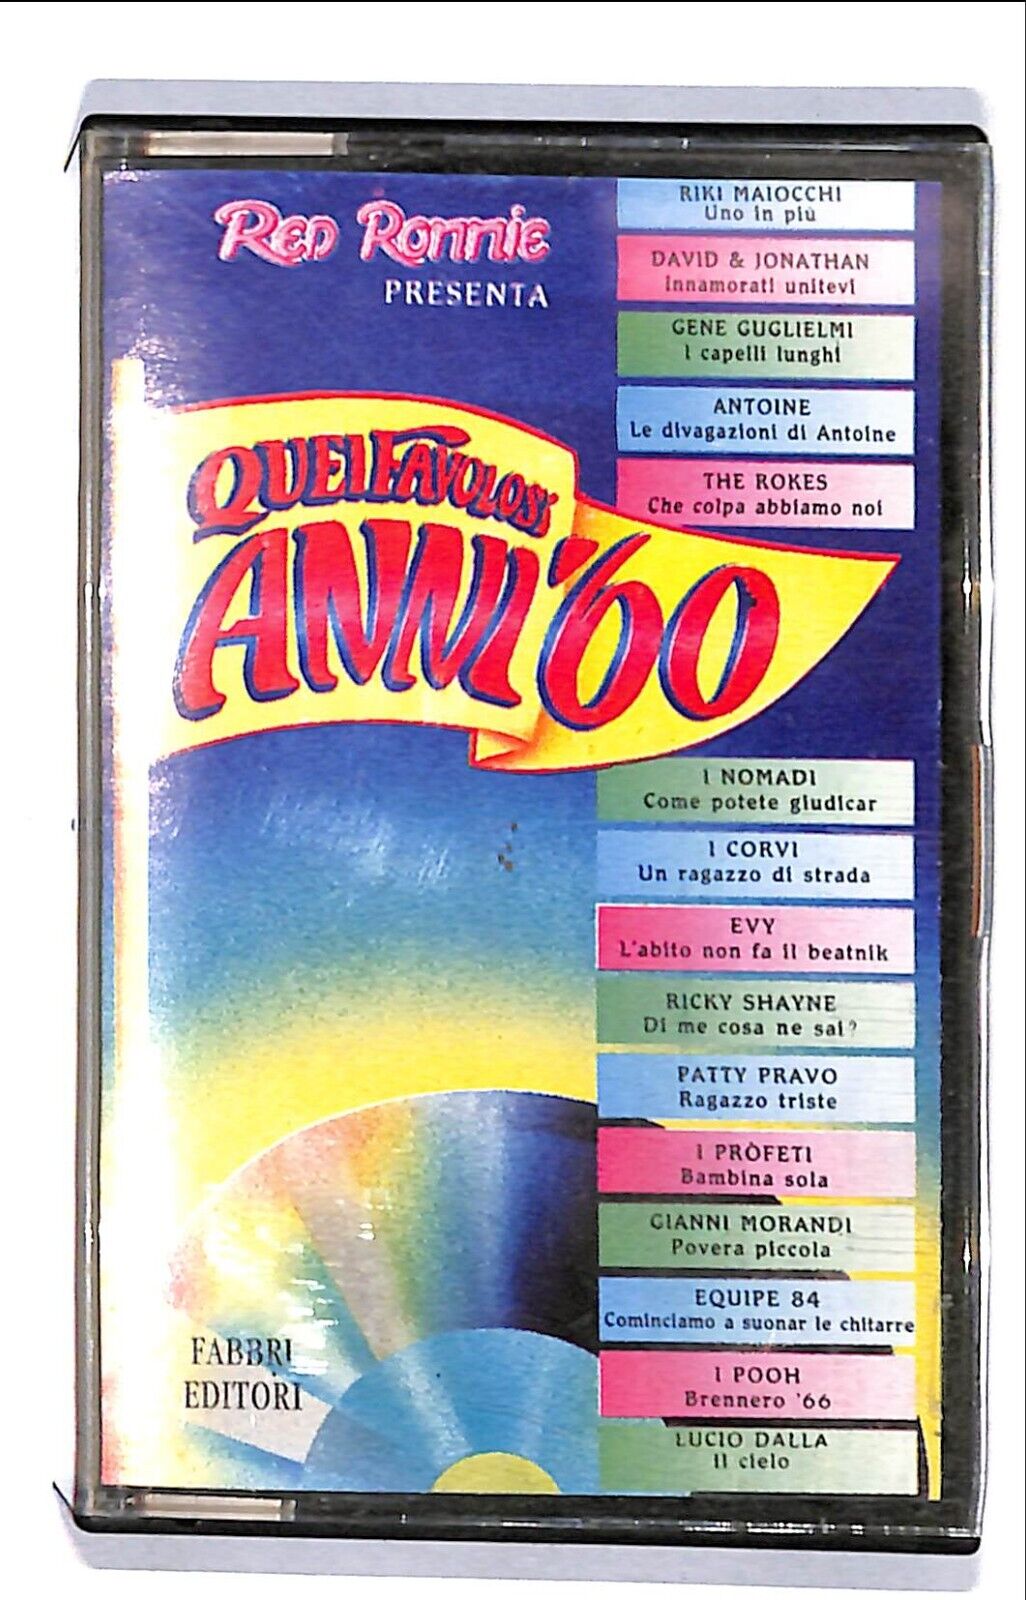 Red Ronnie
PRESENTA
QUEI FAVOLOSI
ANNI '60
RIKI MAIOCCHI
Uno in più
DAVID & JONATHAN
Innamorati unitevi
GENE GUGLIELMI
I capelli lunghi
ANTOINE
Le divagazioni di Antoine
THE ROKES
Che colpa abbiamo noi
I NOMADI
Come potete giudicar
I CORVI
Un ragazzo di strada
EVY
L'abito non fa il beatnik
RICKY SHAYNE
Di me cosa ne sai?
PATTY PRAVO
Ragazzo triste
I PRÒFETI
Bambina sola
GIANNI MORANDI
Povera piccola
EQUIPE 84
Cominciamo a suonar le chitarre
I POOH
Brennero '66
LUCIO DALLA
Il cielo
FABBRI
EDITORI